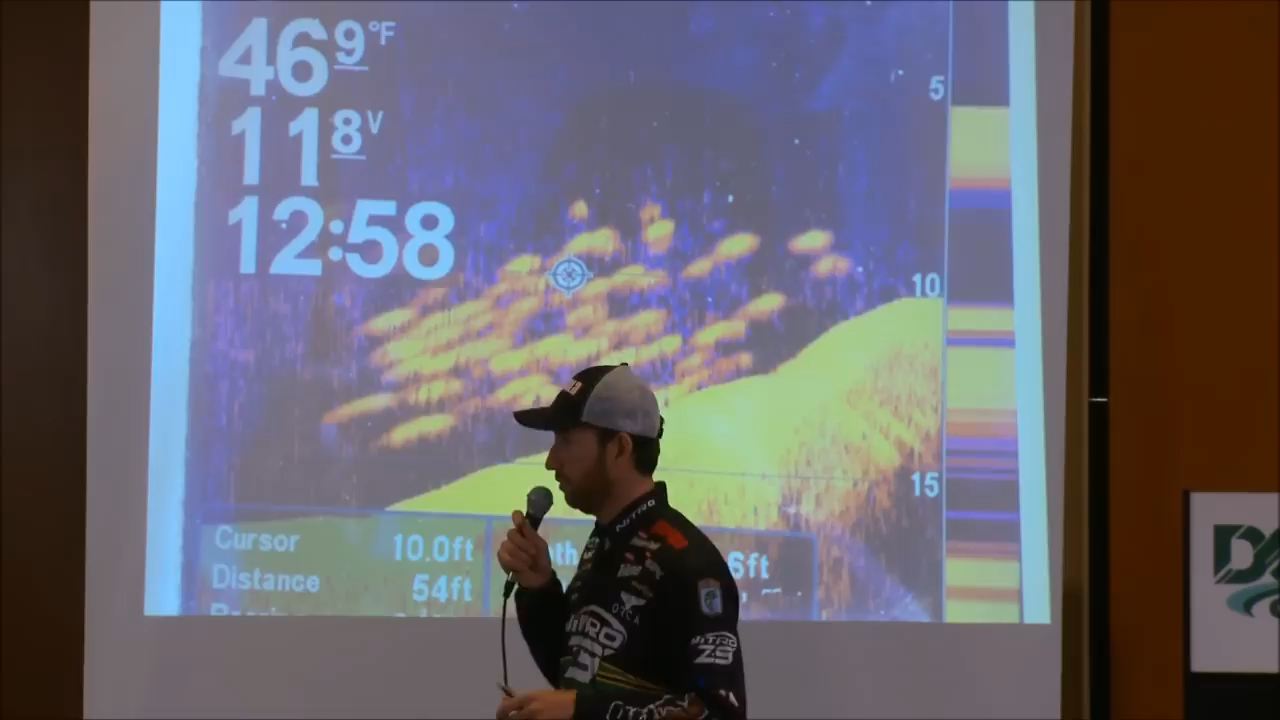 46.9°F
11.8V
12:58
5
10
15
Cursor 10.0ft
Distance 54ft
6ft
NITRO
ORCA
NITRO
NITRO
Z9